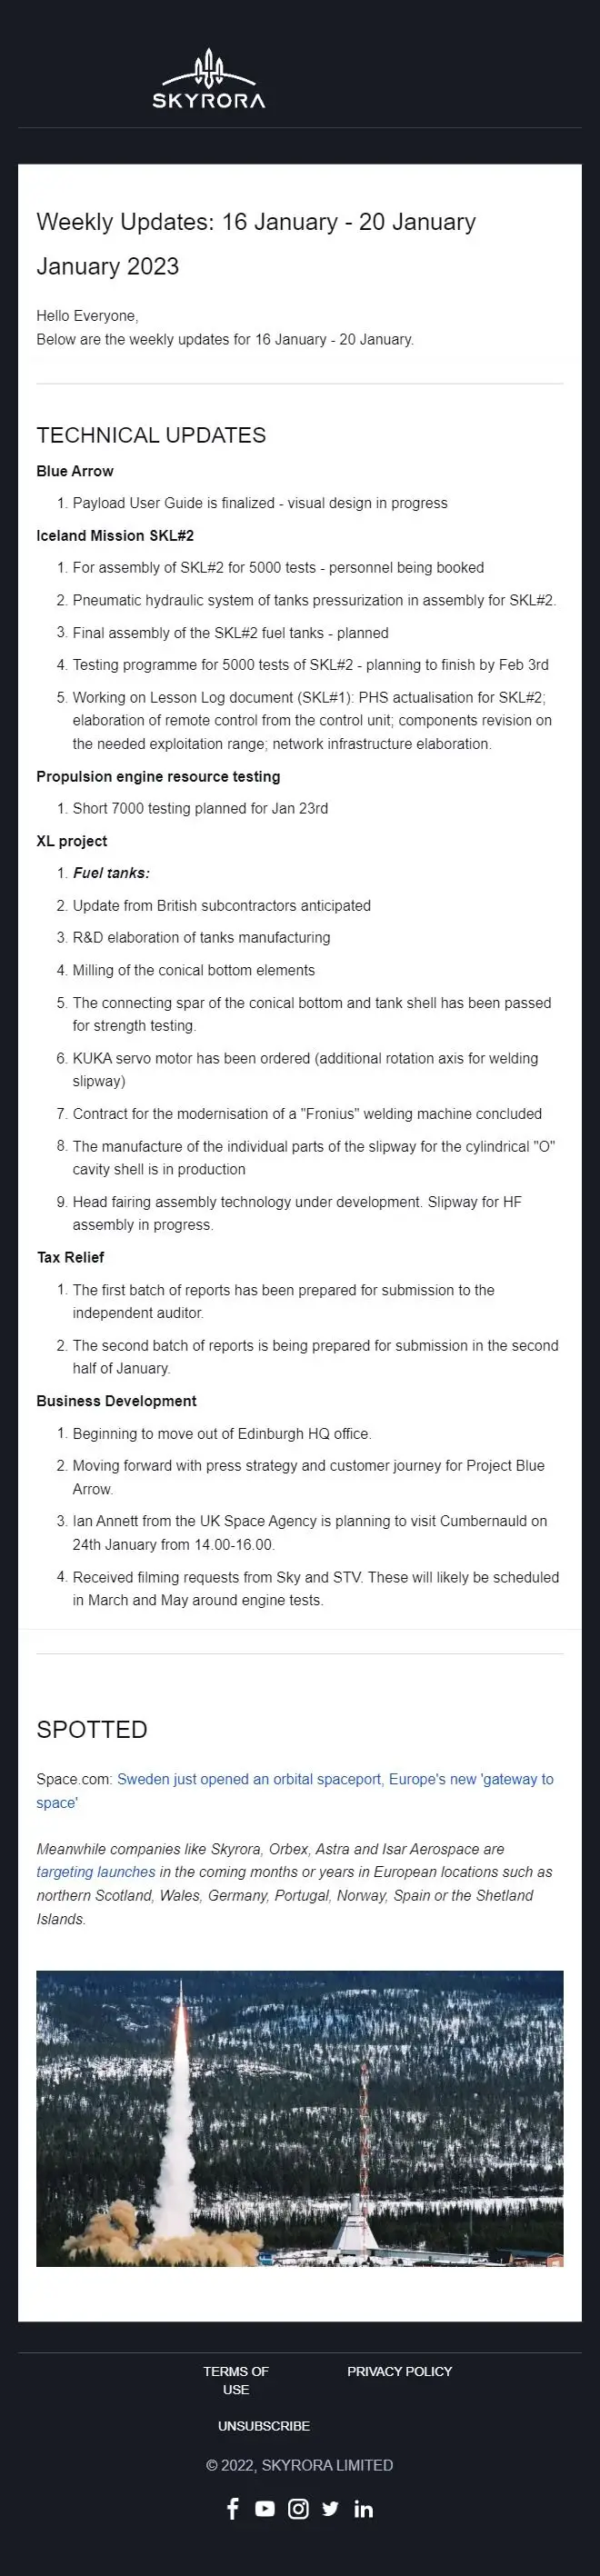 SKYRORA
Weekly Updates: 16 January - 20 January
January 2023
Hello Everyone,
Below are the weekly updates for 16 January - 20 January.
TECHNICAL UPDATES
Blue Arrow
1. Payload User Guide is finalized - visual design in progress
Iceland Mission SKL#2
1. For assembly of SKL#2 for 5000 tests - personnel being booked
2. Pneumatic hydraulic system of tanks pressurization in assembly for SKL#2.
3. Final assembly of the SKL#2 fuel tanks - planned
4. Testing programme for 5000 tests of SKL#2 - planning to finish by Feb 3rd
5. Working on Lesson Log document (SKL#1): PHS actualisation for SKL#2;
elaboration of remote control from the control unit; components revision on
the needed exploitation range; network infrastructure elaboration.
Propulsion engine resource testing
1. Short 7000 testing planned for Jan 23rd
XL project
1. Fuel tanks:
2. Update from British subcontractors anticipated
3. R&D elaboration of tanks manufacturing
4. Milling of the conical bottom elements
5. The connecting spar of the conical bottom and tank shell has been passed
for strength testing.
6. KUKA servo motor has been ordered (additional rotation axis for welding
slipway)
7. Contract for the modernisation of a "Fronius" welding machine concluded
8. The manufacture of the individual parts of the slipway for the cylindrical "O"
cavity shell is in production
9. Head fairing assembly technology under development. Slipway for HF
assembly in progress.
Tax Relief
1. The first batch of reports has been prepared for submission to the
independent auditor.
2. The second batch of reports is being prepared for submission in the second
half of January.
Business Development
1. Beginning to move out of Edinburgh HQ office.
2. Moving forward with press strategy and customer journey for Project Blue
Arrow.
3. Ian Annett from the UK Space Agency is planning to visit Cumbernauld on
24th January from 14.00-16.00.
4. Received filming requests from Sky and STV. These will likely be scheduled
in March and May around engine tests.
SPOTTED
Space.com: Sweden just opened an orbital spaceport, Europe's new 'gateway to
space'
Meanwhile companies like Skyrora, Orbex, Astra and Isar Aerospace are
targeting launches in the coming months or years in European locations such as
northern Scotland, Wales, Germany, Portugal, Norway, Spain or the Shetland
Islands.
TERMS OF
USE
PRIVACY POLICY
UNSUBSCRIBE
© 2022, SKYRORA LIMITED